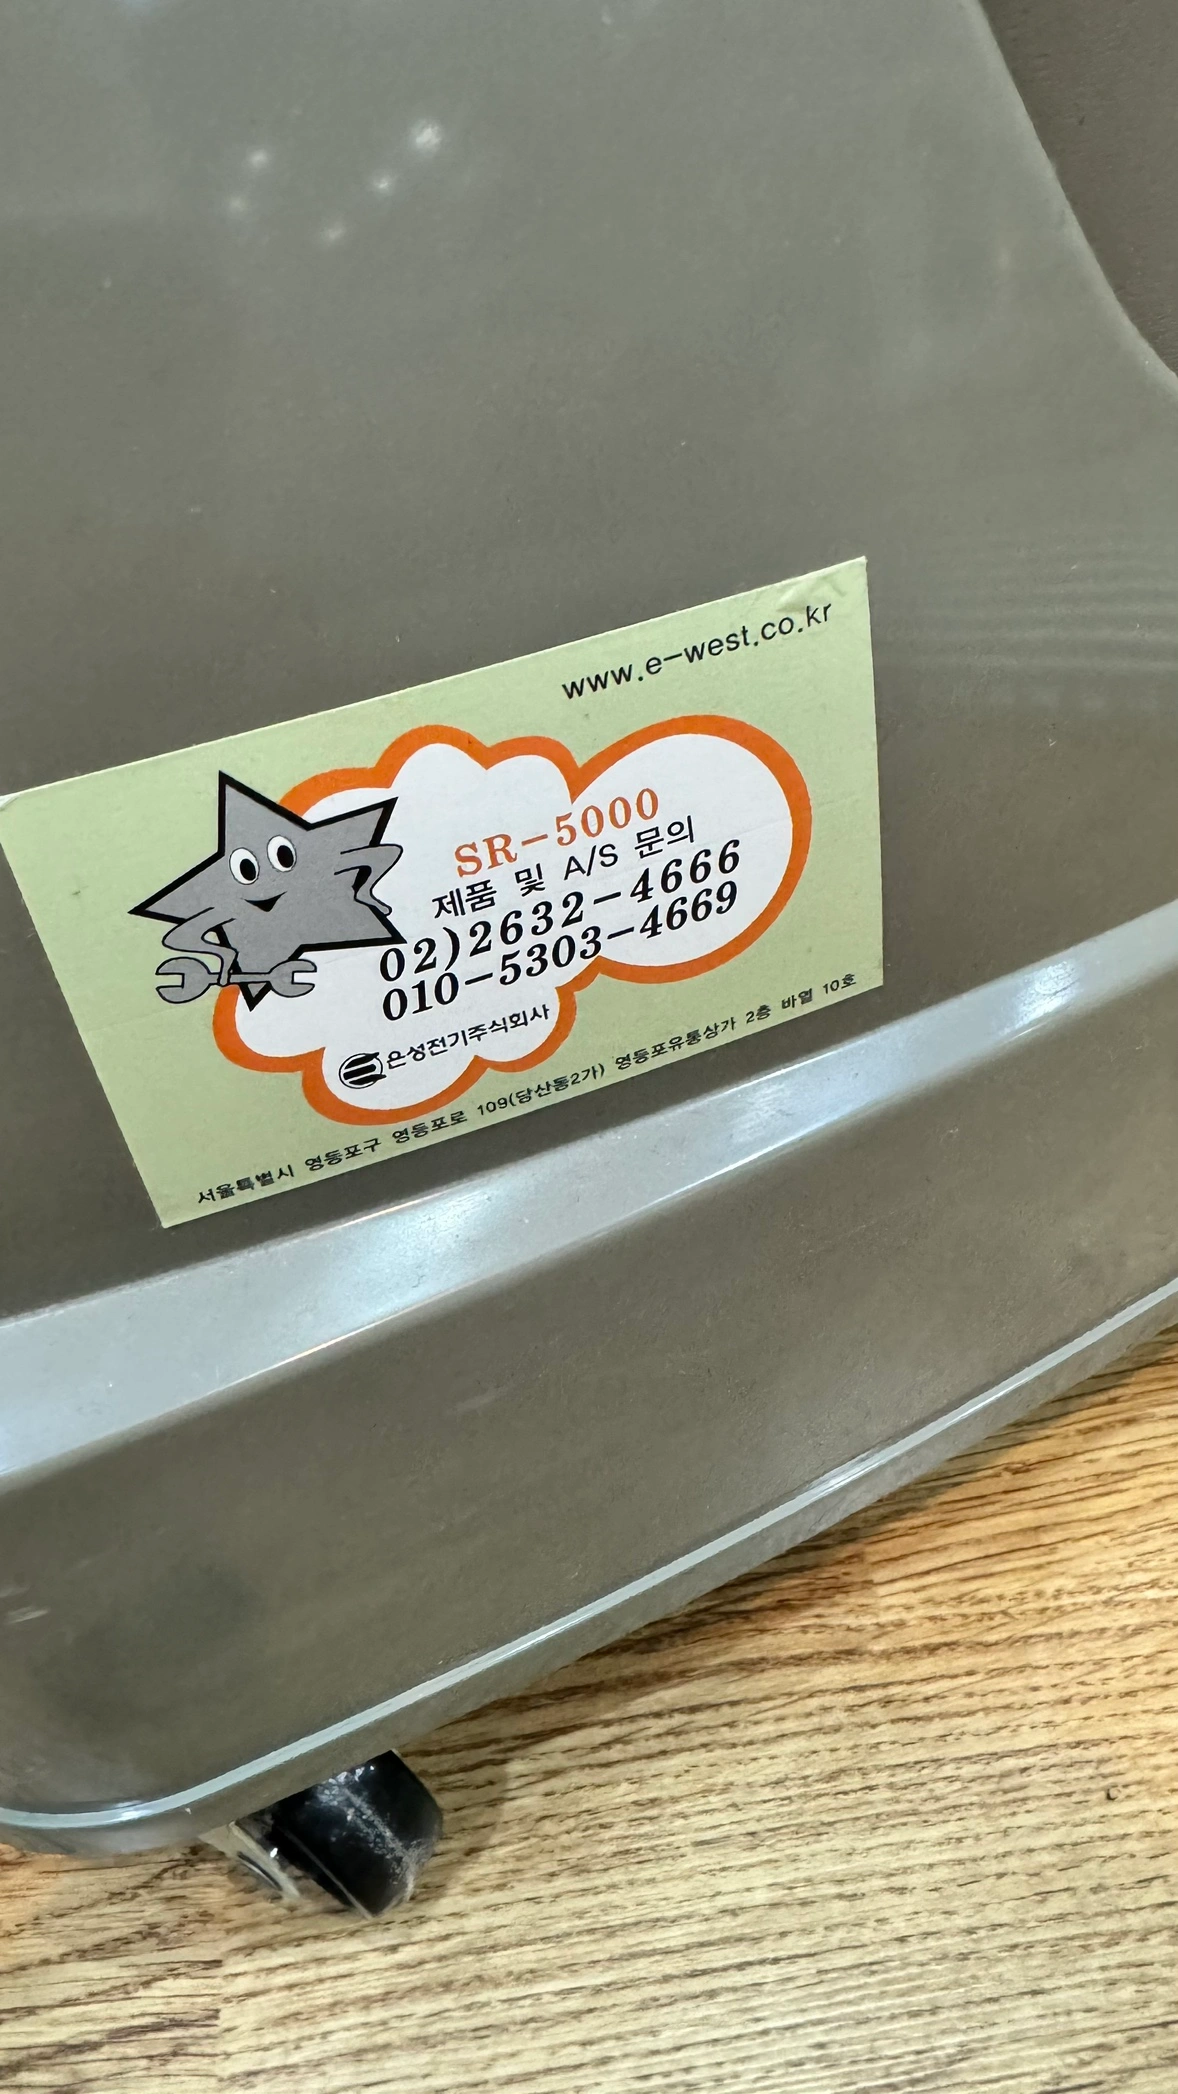 www.e-west.co.kr
SR-5000
제품 및 A/S 문의
02)2632-4666
010-5303-4669
은성전기주식회사
서울특별시 영등포구 영등포로 109(당산동2가) 영등포유통상가 2층 바열 10호